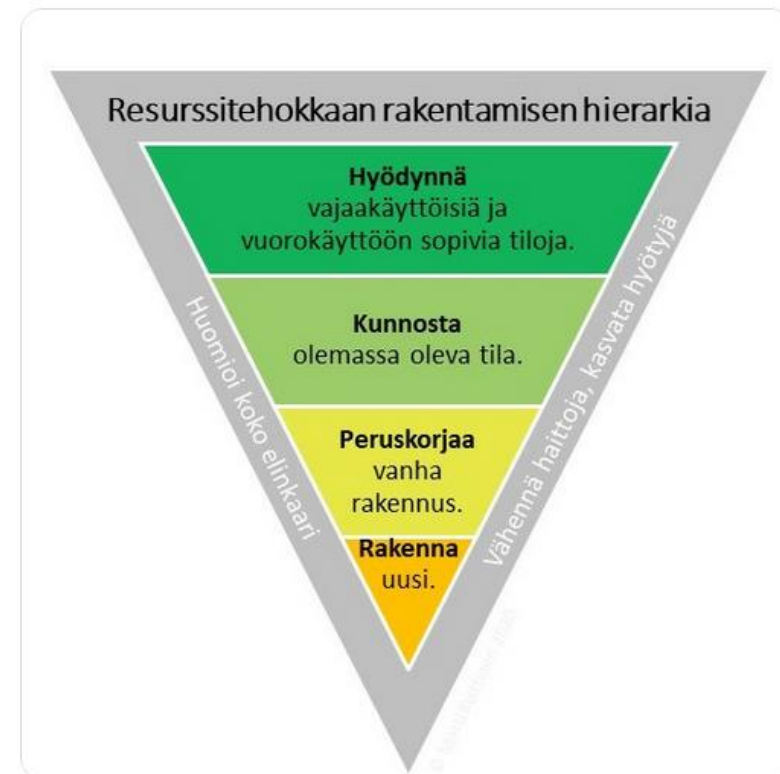 Resurssitehokkaan rakentamisen hierarkia
Hyödynnä
vajaakäyttöisiä ja
vuorokäyttöön sopivia tiloja.
Kunnosta
olemassa oleva tila.
Peruskorjaa
vanha
rakennus.
Rakenna
uusi.
Huomioi koko elinkaari
Vähennä haittoja, kasvata hyötyjä